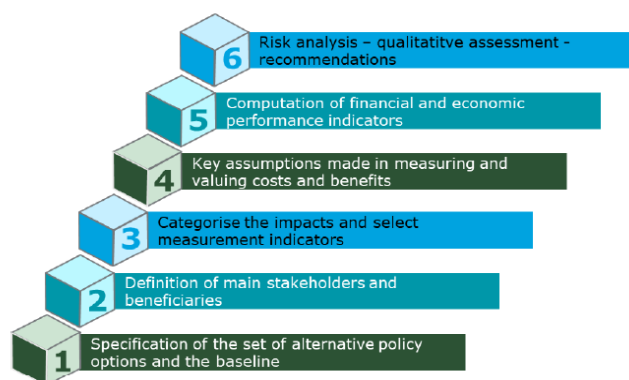 6
Risk analysis – qualitatitve assessment -
recommendations
5
Computation of financial and economic
performance indicators
4
Key assumptions made in measuring and
valuing costs and benefits
3
Categorise the impacts and select
measurement indicators
2
Definition of main stakeholders and
beneficiaries
1
Specification of the set of alternative policy
options and the baseline